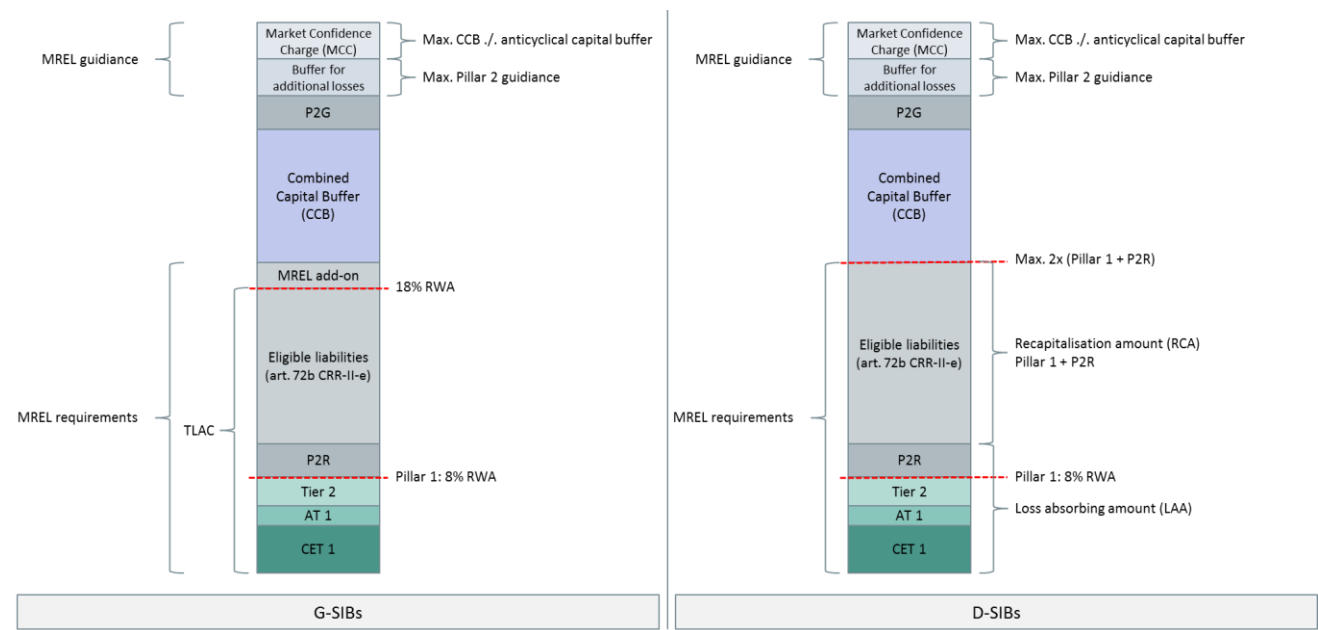 MREL guidiance
Market Confidence
Charge (MCC)
Max. CCB ./. anticyclical capital buffer
Buffer for
additional losses
Max. Pillar 2 guidiance
P2G
Combined
Capital Buffer
(CCB)
MREL add-on
18% RWA
Eligible liabilities
(art. 72b CRR-II-e)
MREL requirements
TLAC
P2R
Pillar 1: 8% RWA
Tier 2
AT 1
CET 1
G-SIBs
MREL guidiance
Market Confidence
Charge (MCC)
Max. CCB ./. anticyclical capital buffer
Buffer for
additional losses
Max. Pillar 2 guidiance
P2G
Combined
Capital Buffer
(CCB)
Max. 2x (Pillar 1 + P2R)
Eligible liabilities
(art. 72b CRR-II-e)
Recapitalisation amount (RCA)
Pillar 1 + P2R
MREL requirements
P2R
Pillar 1: 8% RWA
Tier 2
AT 1
Loss absorbing amount (LAA)
CET 1
D-SIBs